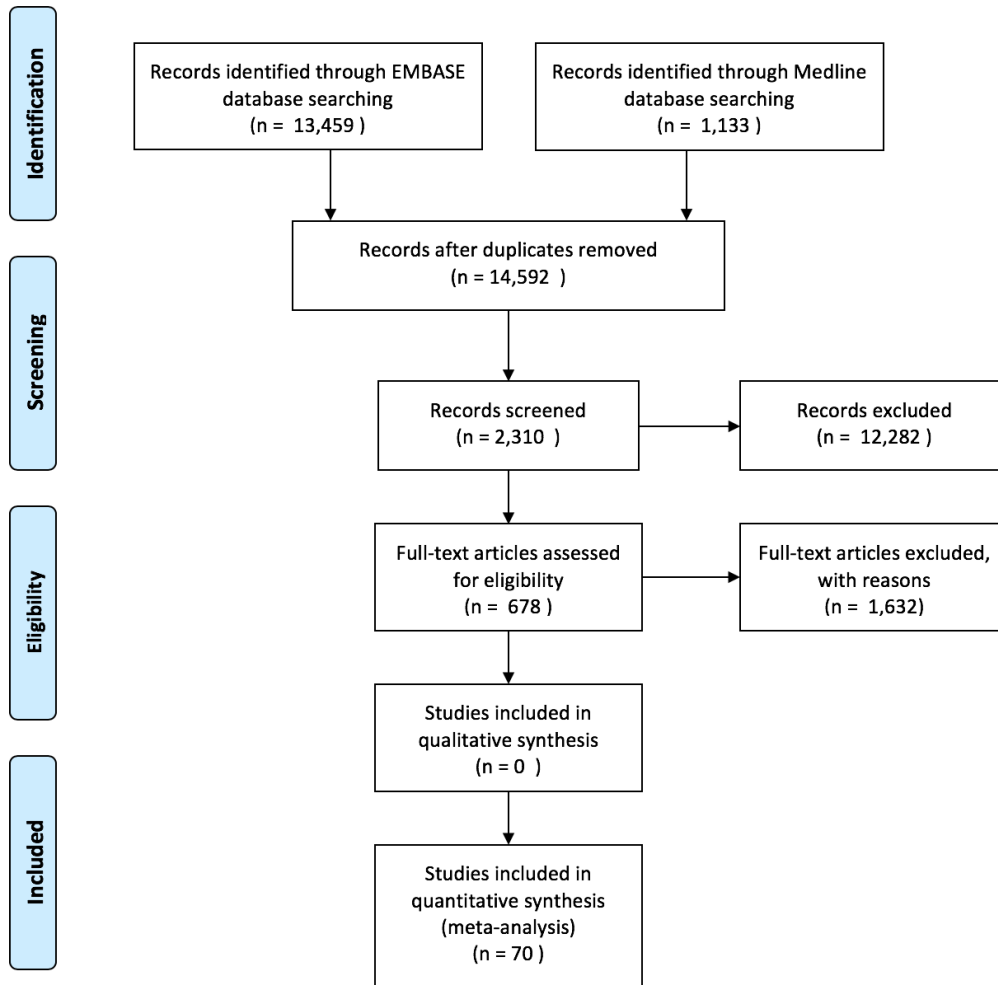 Identification
Records identified through EMBASE
database searching
(n = 13,459 )
Records identified through Medline
database searching
(n = 1,133 )
Records after duplicates removed
(n = 14,592 )
Screening
Records screened
(n = 2,310 )
Records excluded
(n = 12,282 )
Eligibility
Full-text articles assessed
for eligibility
(n = 678 )
Full-text articles excluded,
with reasons
(n = 1,632)
Studies included in
qualitative synthesis
(n = 0 )
Included
Studies included in
quantitative synthesis
(meta-analysis)
(n = 70 )